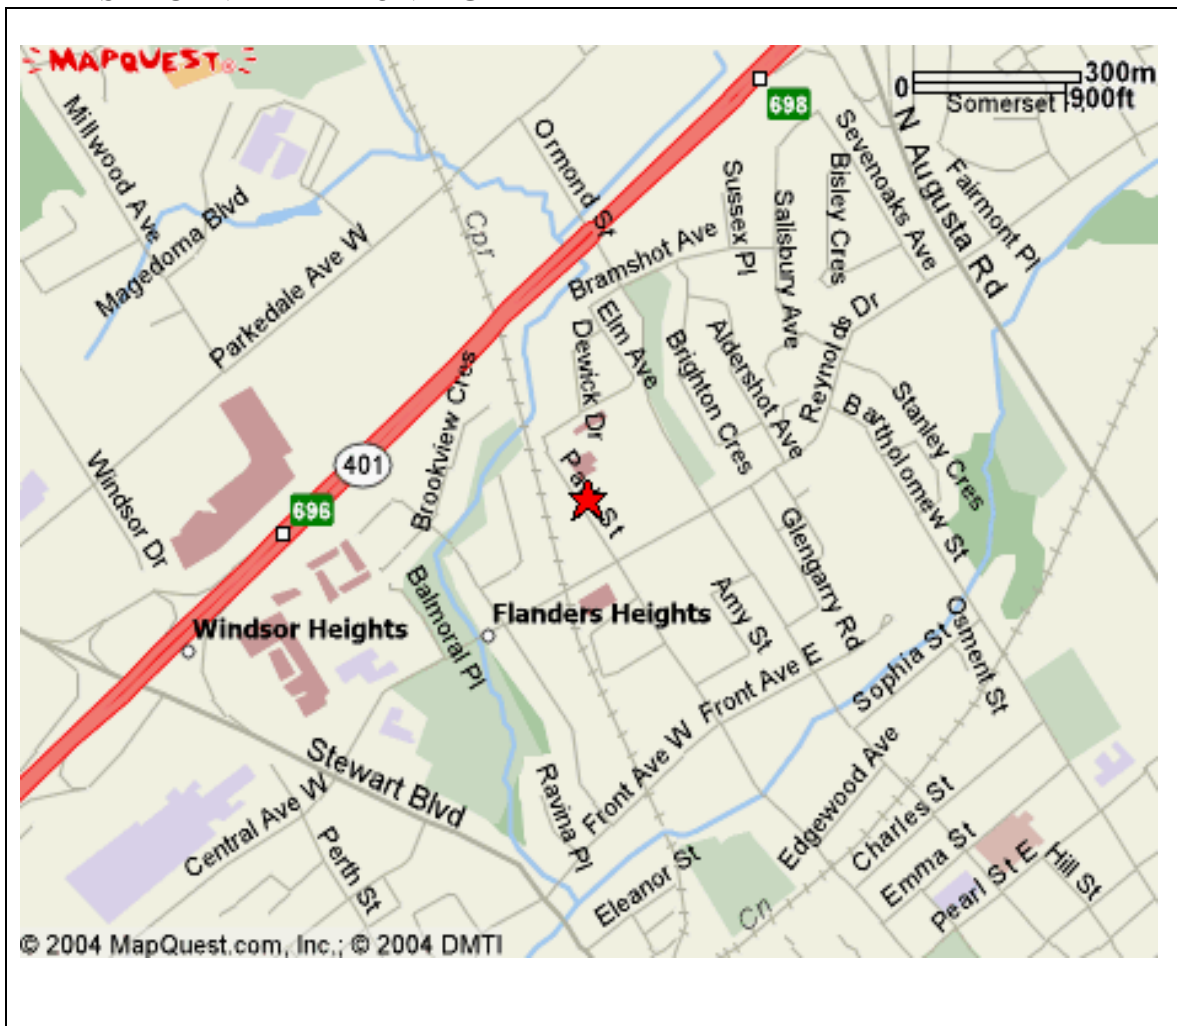 MAPQUEST®
300m
0
900ft
Somerset
698
Millwood Ave
Ormond St
N Augusta Rd
Sevenoaks Ave
Fairmont Pl
Bisley Cres
Sussex Pl
Salisbury Ave
Magedoma Blvd
Cpr
Parkedale Ave W
Bramshot Ave
Elm Ave
Dewick Dr
Brighton Cres
Aldershot Ave
Reynolds Dr
Stanley Cres
Bartholomew St
Brookview Cres
401
696
Windsor Dr
St
Glengarry Rd
Balmoral Pl
Windsor Heights
Flanders Heights
Amy St
Osment St
Front Ave E
Sophia St
Front Ave W
Stewart Blvd
Central Ave W
Perth St
Ravina Pl
Edgewood Ave
Charles St
Emma St
Pearl St E
Hill St
Eleanor St
Cn
© 2004 MapQuest.com, Inc.; © 2004 DMTI